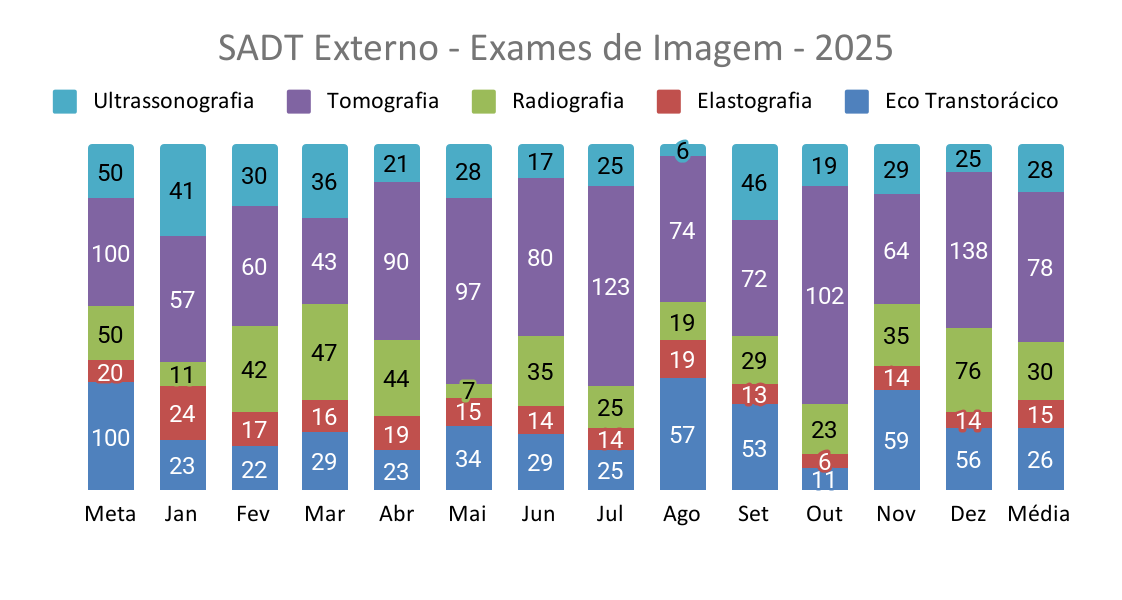 SADT Externo - Exames de Imagem - 2025
Ultrassonografia Tomografia Radiografia Elastografia Eco Transtorácico
50 41 30 36 21 28 17 25 6 46 19 29 25 28
100 57 60 43 90 97 80 123 74 72 102 64 138 78
50 11 42 47 44 7 35 25 19 29 23 35 76 30
20 24 17 16 19 15 14 14 19 13 6 14 14 15
100 23 22 29 23 34 29 25 57 53 11 59 56 26
Meta Jan Fev Mar Abr Mai Jun Jul Ago Set Out Nov Dez Média